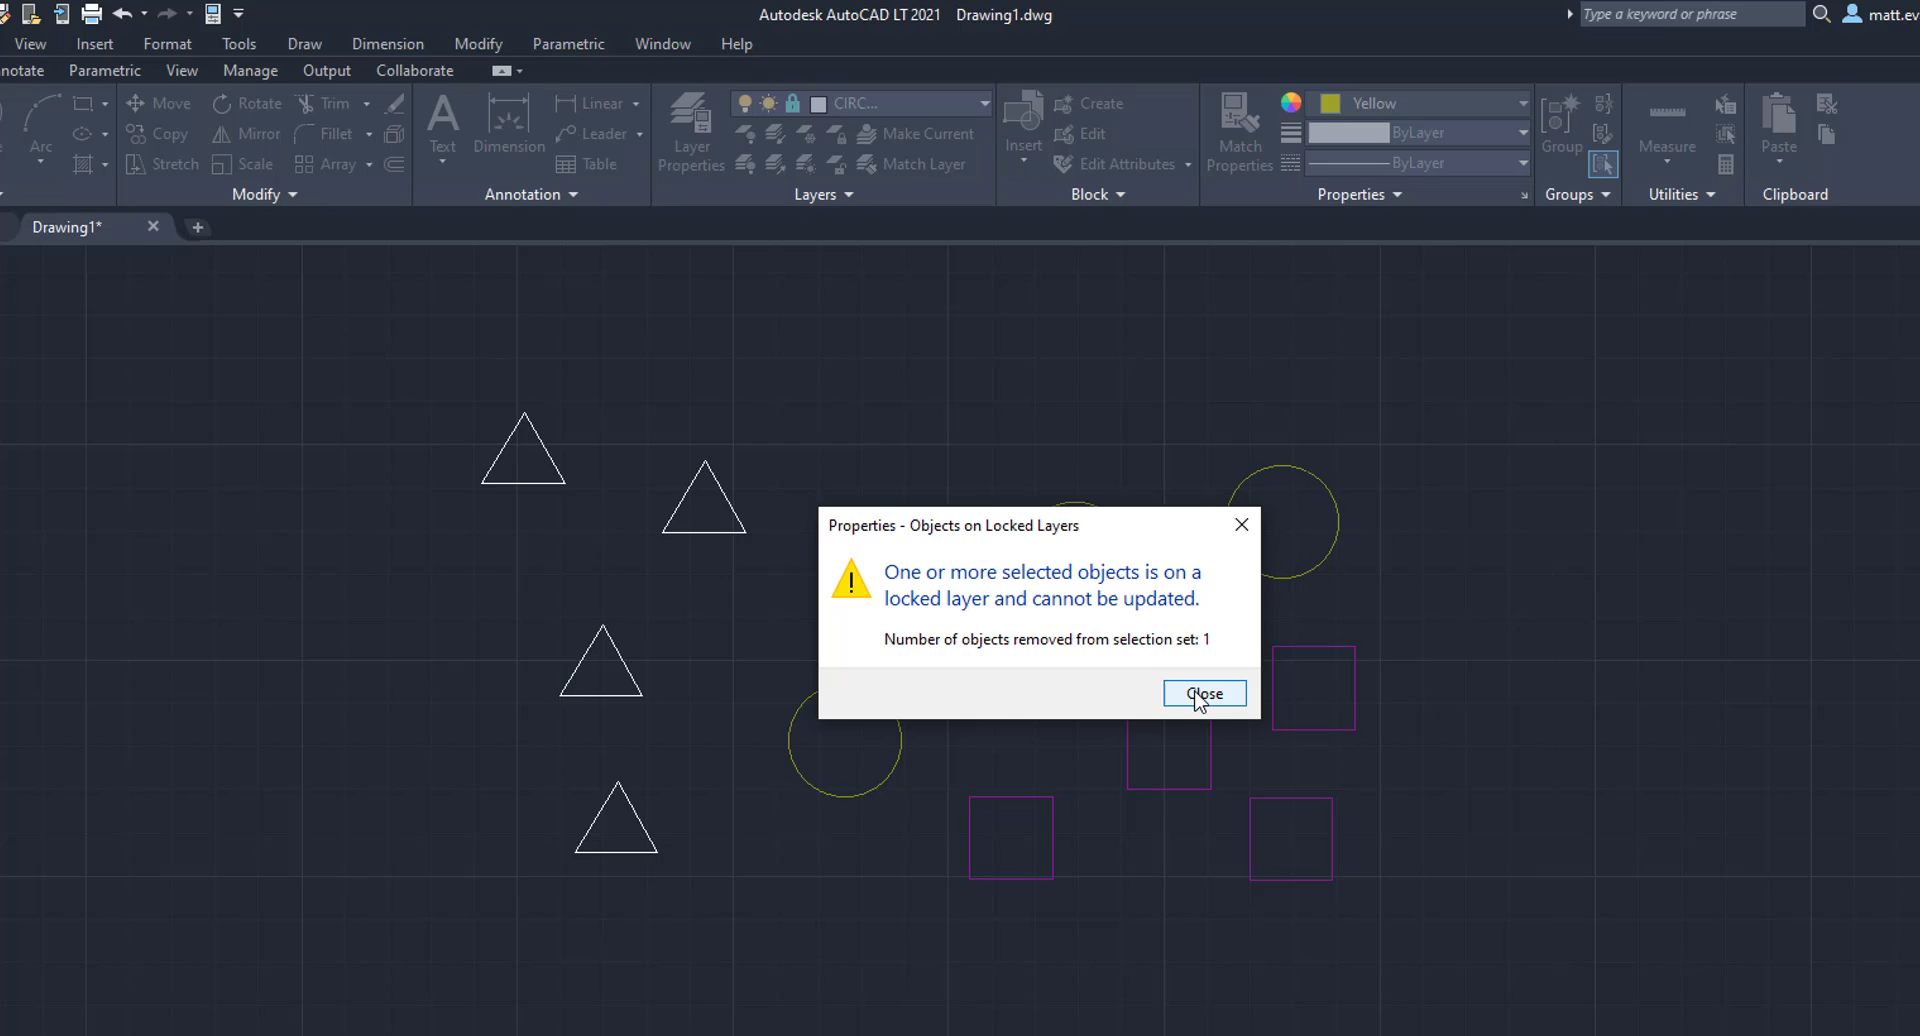 Autodesk AutoCAD LT 2021 Drawing1.dwg Type a keyword or phrase matt.ev
View Insert Format Tools Draw Dimension Modify Parametric Window Help
notate Parametric View Manage Output Collaborate
Move Rotate Trim Linear CIRC... Create Yellow
Copy Mirror Fillet Leader Make Current Edit ByLayer
Arc Text Dimension Layer Insert Match Group Measure Paste
Stretch Scale Array Table Properties Match Layer Edit Attributes Properties ByLayer
Modify Annotation Layers Block Properties Groups Utilities Clipboard
Drawing1*
Properties - Objects on Locked Layers
One or more selected objects is on a
locked layer and cannot be updated.
Number of objects removed from selection set: 1
Close